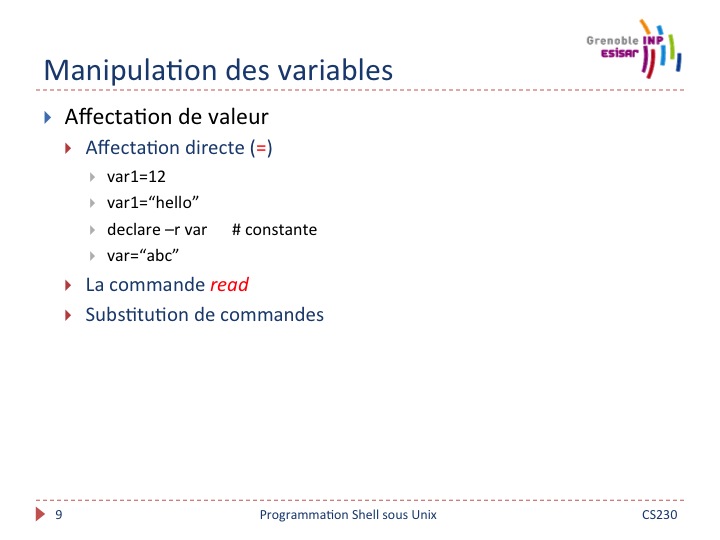 Grenoble INP
ESISAR
Manipulation des variables
Affectation de valeur
Affectation directe (=)
var1=12
var1=“hello”
declare –r var # constante
var=“abc”
La commande read
Substitution de commandes
9 Programmation Shell sous Unix CS230